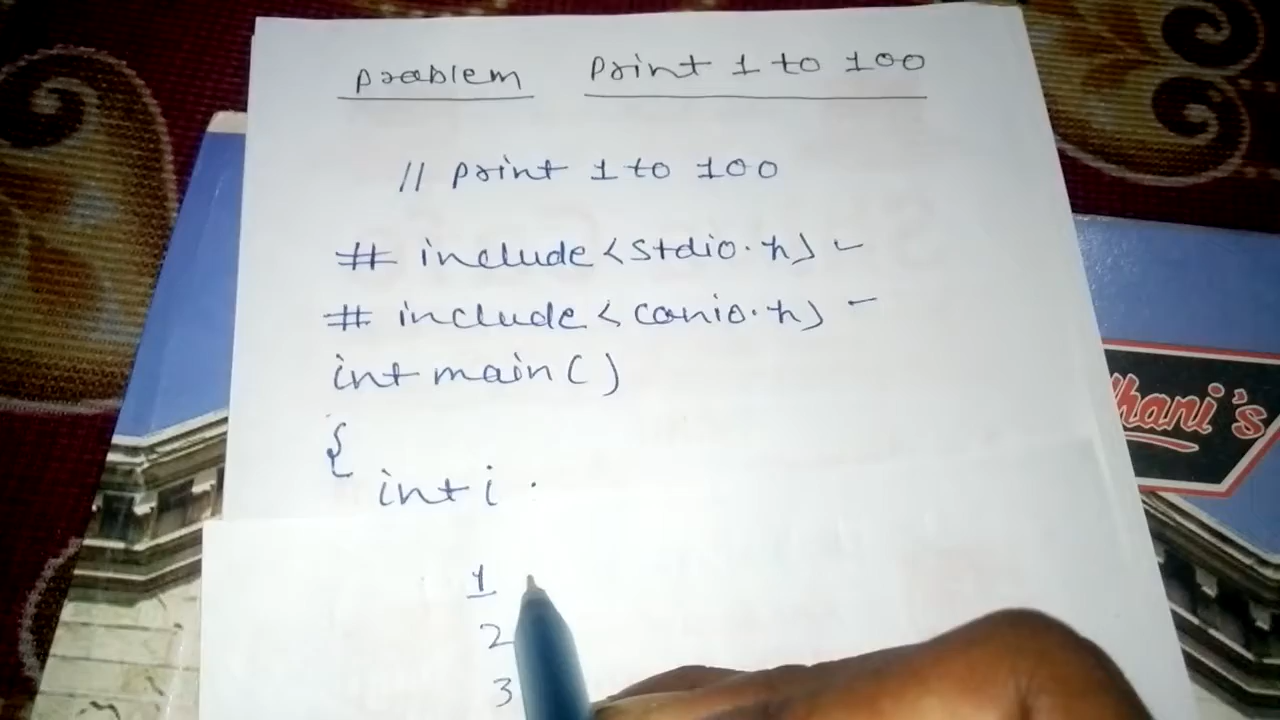 problem print 1 to 100
// print 1 to 100
# include <stdio.h>
# include <conio.h>
int main()
{
int i
1
2
3